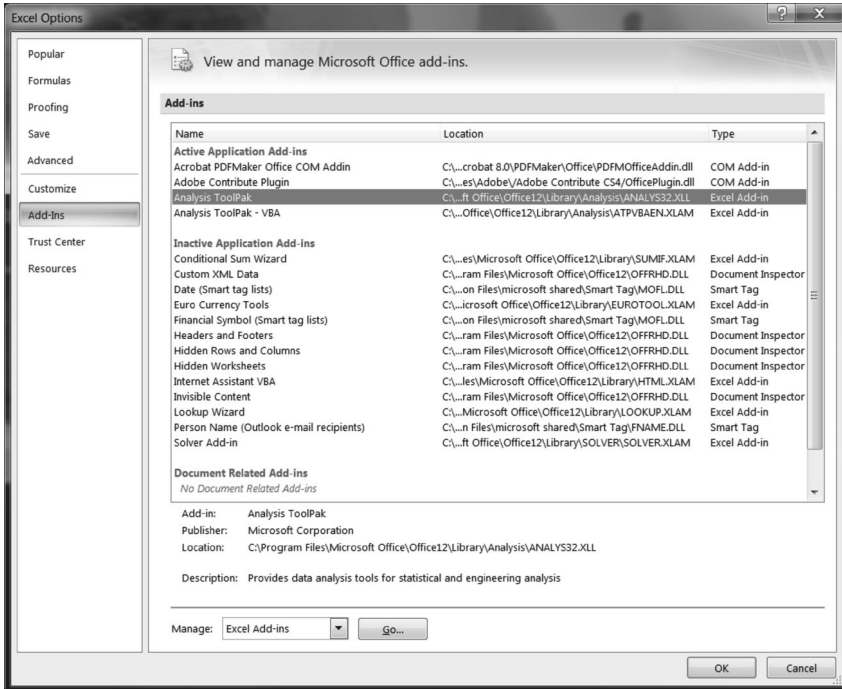 Excel Options
Popular
Formulas
Proofing
Save
Advanced
Customize
Add-Ins
Trust Center
Resources
View and manage Microsoft Office add-ins.
Add-ins
Name Location Type
Active Application Add-ins
Acrobat PDFMaker Office COM Addin C:\...crobat 8.0\PDFMaker\Office\PDFMOfficeAddin.dll COM Add-in
Adobe Contribute Plugin C:\...es\Adobe\/Adobe Contribute CS4/OfficePlugin.dll COM Add-in
Analysis ToolPak C:\...ft Office\Office12\Library\Analysis\ANALYS32.XLL Excel Add-in
Analysis ToolPak - VBA C:\...Office\Office12\Library\Analysis\ATPVBAEN.XLAM Excel Add-in
Inactive Application Add-ins
Conditional Sum Wizard C:\...es\Microsoft Office\Office12\Library\SUMIF.XLAM Excel Add-in
Custom XML Data C:\...ram Files\Microsoft Office\Office12\OFFRHD.DLL Document Inspector
Date (Smart tag lists) C:\...on Files\microsoft shared\Smart Tag\MOFL.DLL Smart Tag
Euro Currency Tools C:\...icrosoft Office\Office12\Library\EUROTOOL.XLAM Excel Add-in
Financial Symbol (Smart tag lists) C:\...on Files\microsoft shared\Smart Tag\MOFL.DLL Smart Tag
Headers and Footers C:\...ram Files\Microsoft Office\Office12\OFFRHD.DLL Document Inspector
Hidden Rows and Columns C:\...ram Files\Microsoft Office\Office12\OFFRHD.DLL Document Inspector
Hidden Worksheets C:\...ram Files\Microsoft Office\Office12\OFFRHD.DLL Document Inspector
Internet Assistant VBA C:\...les\Microsoft Office\Office12\Library\HTML.XLAM Excel Add-in
Invisible Content C:\...ram Files\Microsoft Office\Office12\OFFRHD.DLL Document Inspector
Lookup Wizard C:\...Microsoft Office\Office12\Library\LOOKUP.XLAM Excel Add-in
Person Name (Outlook e-mail recipients) C:\...n Files\microsoft shared\Smart Tag\FNAME.DLL Smart Tag
Solver Add-in C:\...ft Office\Office12\Library\SOLVER\SOLVER.XLAM Excel Add-in
Document Related Add-ins
No Document Related Add-ins
Add-in: Analysis ToolPak
Publisher: Microsoft Corporation
Location: C:\Program Files\Microsoft Office\Office12\Library\Analysis\ANALYS32.XLL
Description: Provides data analysis tools for statistical and engineering analysis
Manage: Excel Add-ins Go...
OK Cancel